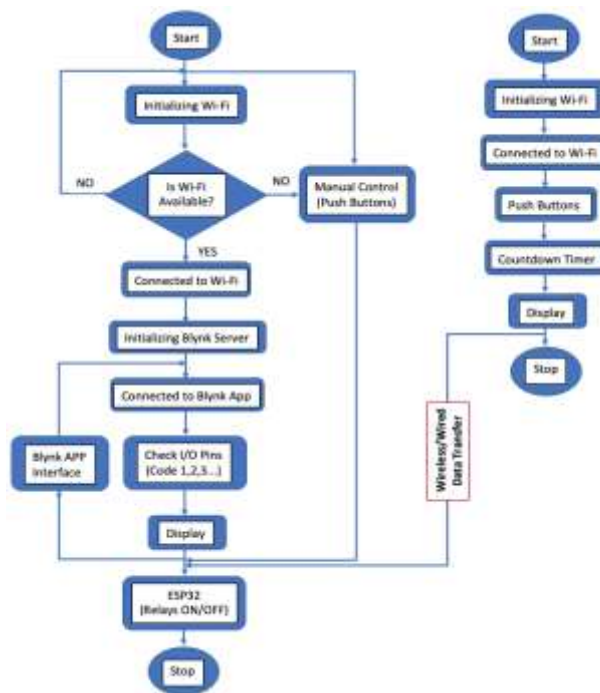 Start
Initializing Wi-Fi
Is Wi-Fi
Available?
NO
NO
Manual Control
(Push Buttons)
YES
Connected to Wi-Fi
Initializing Blynk Server
Connected to Blynk App
Blynk APP
Interface
Check I/O Pins
(Code 1,2,3...)
Display
ESP32
(Relays ON/OFF)
Stop
Start
Initializing Wi-Fi
Connected to Wi-Fi
Push Buttons
Countdown Timer
Display
Stop
Wireless/Wired
Data Transfer